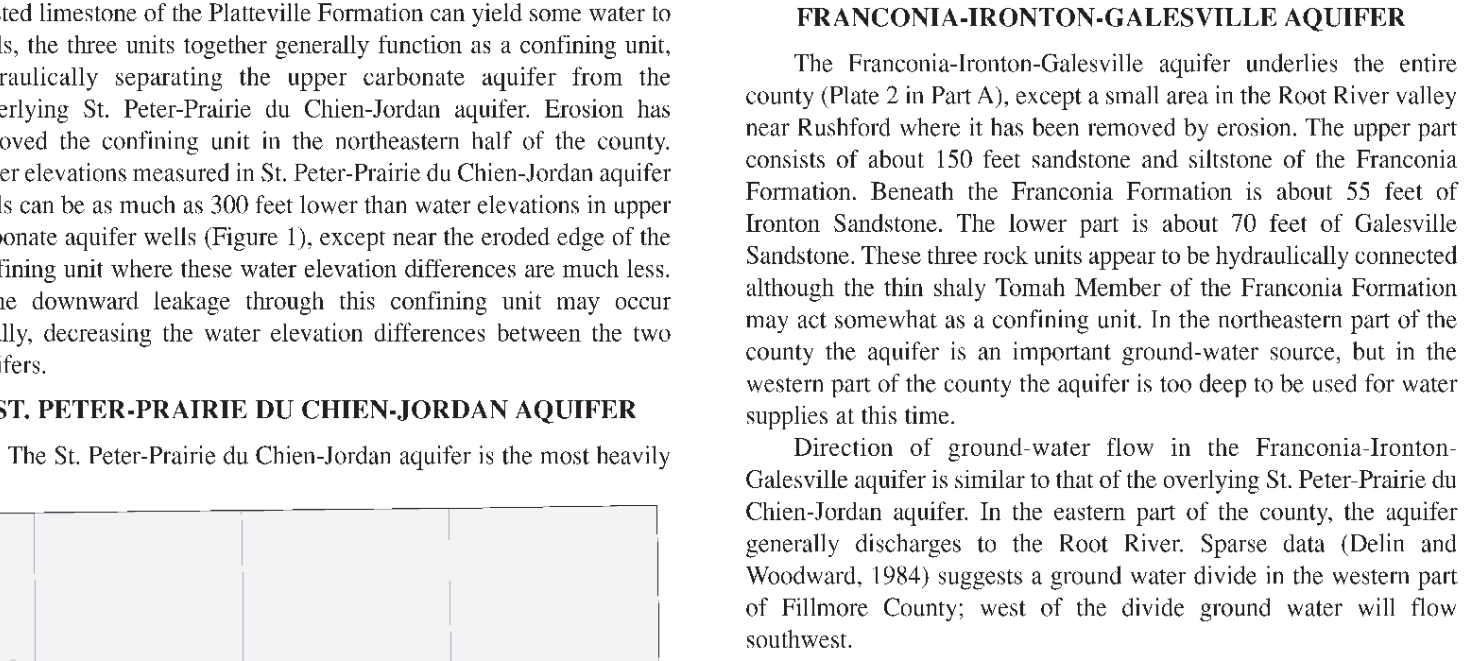 limestone of the Platteville Formation can yield some water to
the three units together generally function as a confining unit,
separating the upper carbonate aquifer from the
St. Peter-Prairie du Chien-Jordan aquifer. Erosion has
the confining unit in the northeastern half of the county.
elevations measured in St. Peter-Prairie du Chien-Jordan aquifer
can be as much as 300 feet lower than water elevations in upper
aquifer wells (Figure 1), except near the eroded edge of the
unit where these water elevation differences are much less.
downward leakage through this confining unit may occur
decreasing the water elevation differences between the two
ST. PETER-PRAIRIE DU CHIEN-JORDAN AQUIFER
The St. Peter-Prairie du Chien-Jordan aquifer is the most heavily
FRANCONIA-IRONTON-GALESVILLE AQUIFER
The Franconia-Ironton-Galesville aquifer underlies the entire
county (Plate 2 in Part A), except a small area in the Root River valley
near Rushford where it has been removed by erosion. The upper part
consists of about 150 feet sandstone and siltstone of the Franconia
Formation. Beneath the Franconia Formation is about 55 feet of
Ironton Sandstone. The lower part is about 70 feet of Galesville
Sandstone. These three rock units appear to be hydraulically connected
although the thin shaly Tomah Member of the Franconia Formation
may act somewhat as a confining unit. In the northeastern part of the
county the aquifer is an important ground-water source, but in the
western part of the county the aquifer is too deep to be used for water
supplies at this time.
Direction of ground-water flow in the Franconia-Ironton-
Galesville aquifer is similar to that of the overlying St. Peter-Prairie du
Chien-Jordan aquifer. In the eastern part of the county, the aquifer
generally discharges to the Root River. Sparse data (Delin and
Woodward, 1984) suggests a ground water divide in the western part
of Fillmore County; west of the divide ground water will flow
southwest.